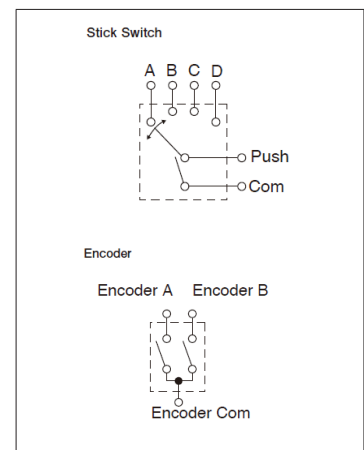 Stick Switch
A B C D
Push
Com
Encoder
Encoder A Encoder B
Encoder Com